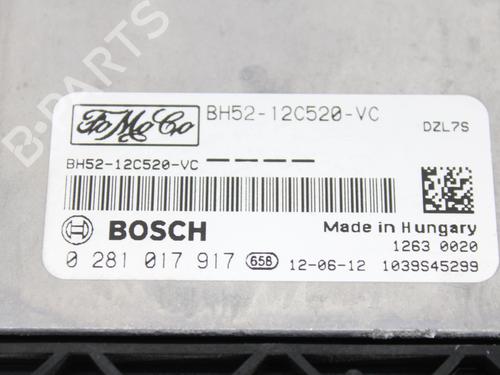 FoMoCo
BH52-12C520-VC
DZL7S
BH52-12C520-VC — — — —
BOSCH
Made in Hungary
1263 0020
0 281 017 917 658 12-06-12 1039S45299
B-PARTS